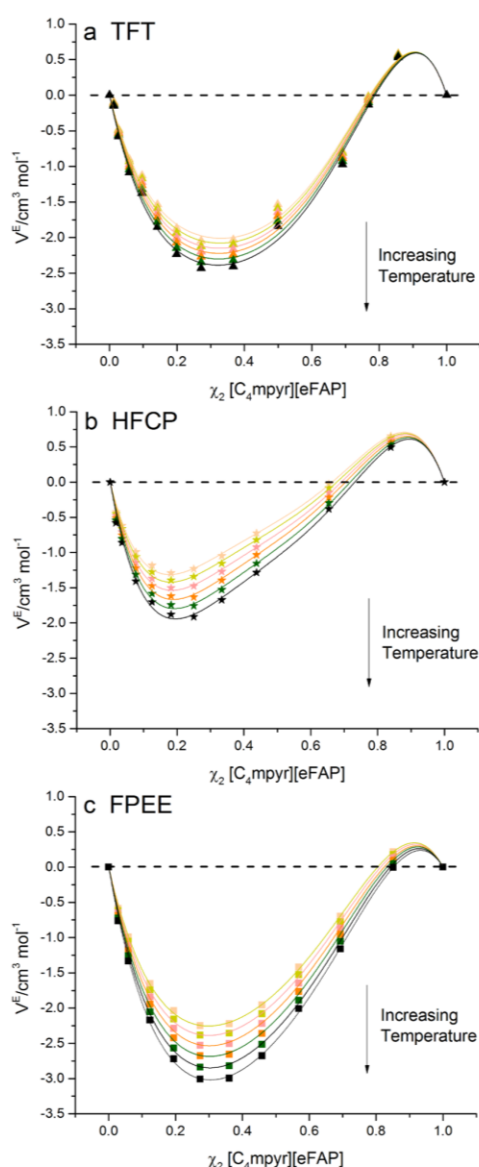 a TFT
1.0
0.5
0.0
-0.5
-1.0
-1.5
-2.0
-2.5
-3.0
-3.5
Vᴱ/cm³ mol⁻¹
Increasing
Temperature
0.0 0.2 0.4 0.6 0.8 1.0
χ₂ [C₄mpyr][eFAP]
b HFCP
1.0
0.5
0.0
-0.5
-1.0
-1.5
-2.0
-2.5
-3.0
-3.5
Vᴱ/cm³ mol⁻¹
Increasing
Temperature
0.0 0.2 0.4 0.6 0.8 1.0
χ₂ [C₄mpyr][eFAP]
c FPEE
1.0
0.5
0.0
-0.5
-1.0
-1.5
-2.0
-2.5
-3.0
-3.5
Vᴱ/cm³ mol⁻¹
Increasing
Temperature
0.0 0.2 0.4 0.6 0.8 1.0
χ₂ [C₄mpyr][eFAP]